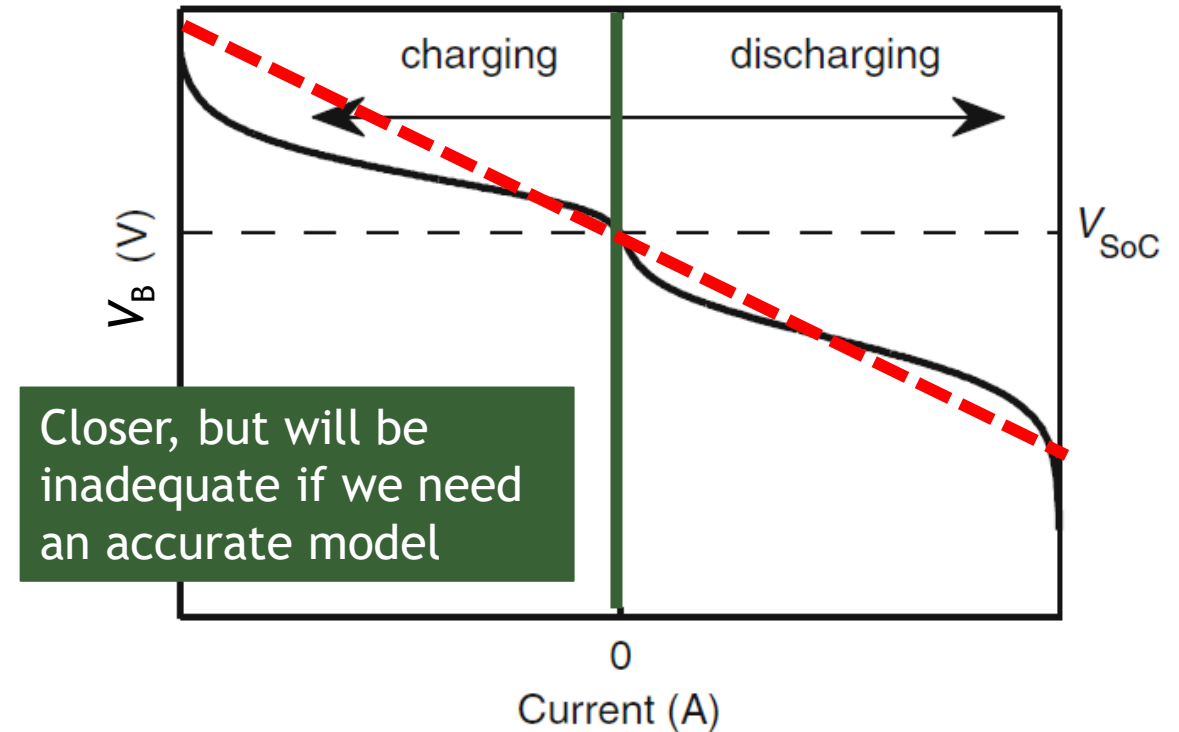 charging
discharging
V_B (V)
V_SoC
Closer, but will be
inadequate if we need
an accurate model
0
Current (A)